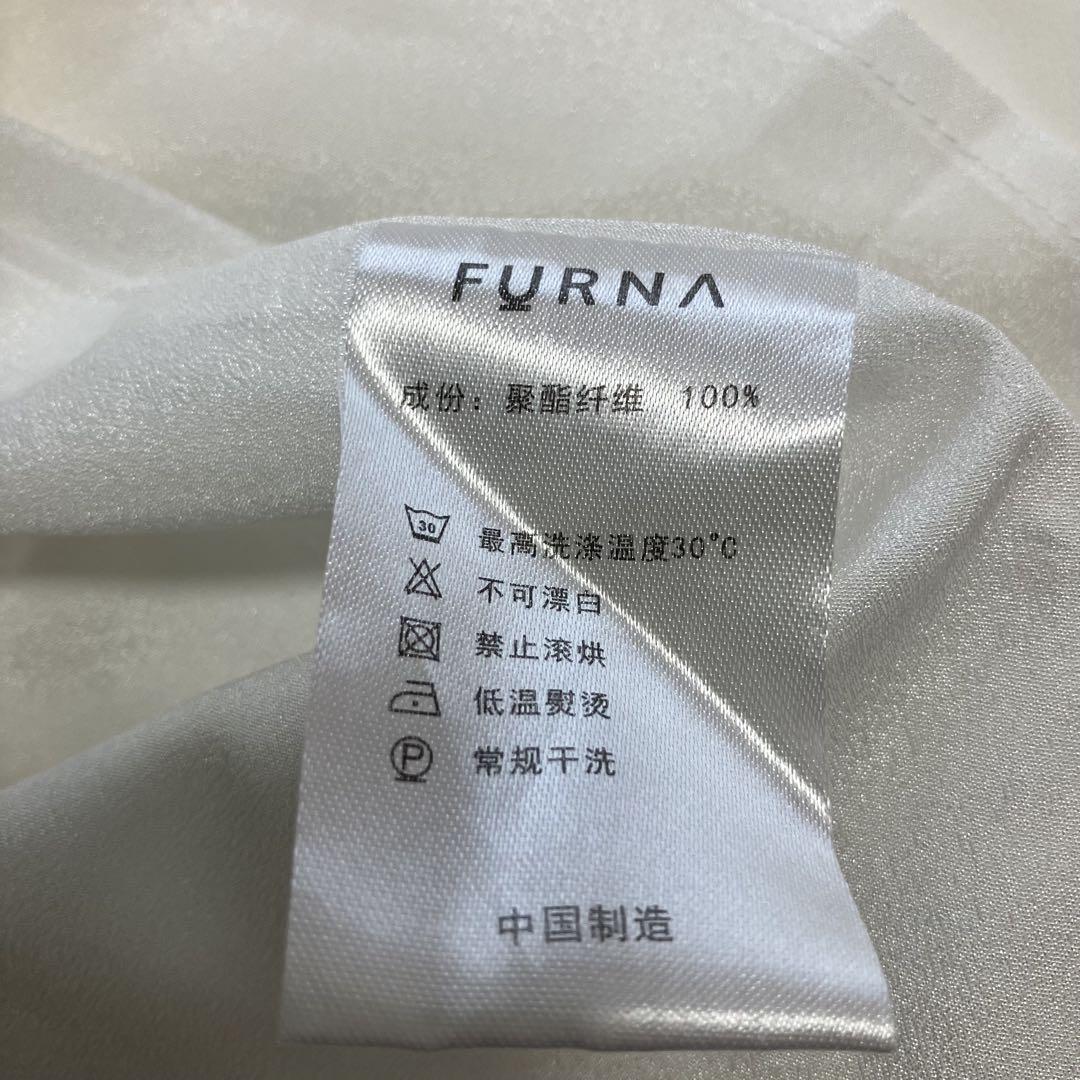 FURNA
成份：聚酯纤维 100%
30 最高洗涤温度30°C
不可漂白
禁止滚烘
低温熨烫
P 常规干洗
中国制造